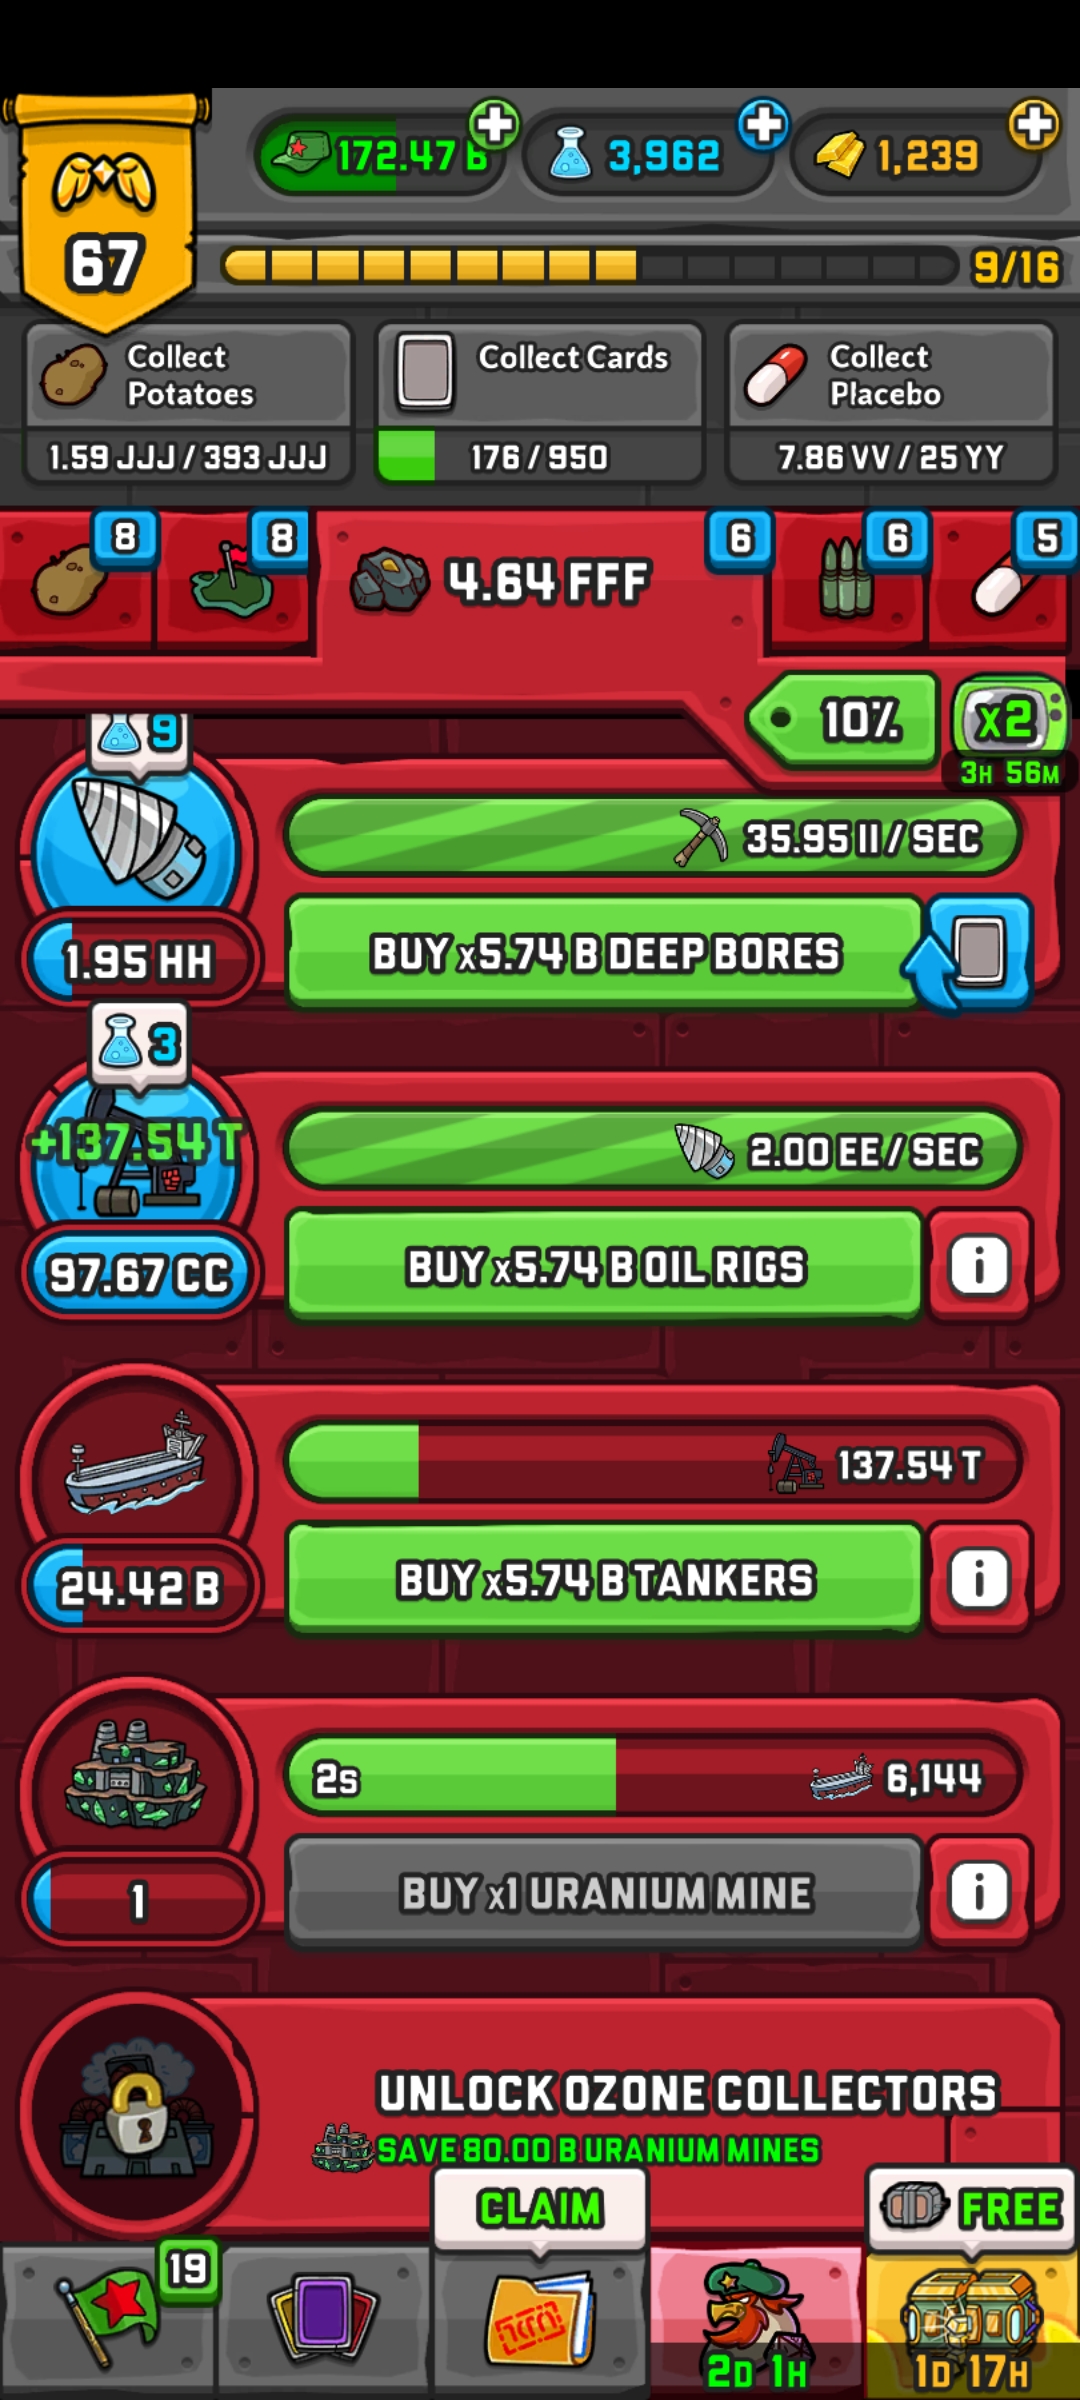 67
172.47 B
3,962
1,239
9/16
Collect
Potatoes
1.59 JJJ / 393 JJJ
Collect Cards
176 / 950
Collect
Placebo
7.86 VV / 25 YY
8
8
4.64 FFF
6
6
5
10%
x2
3H 56M
9
35.95 II / SEC
1.95 HH
BUY x5.74 B DEEP BORES
3
+137.54 T
2.00 EE / SEC
97.67 CC
BUY x5.74 B OIL RIGS
i
137.54 T
24.42 B
BUY x5.74 B TANKERS
i
2s
6,144
1
BUY x1 URANIUM MINE
i
UNLOCK OZONE COLLECTORS
SAVE 80.00 B URANIUM MINES
CLAIM
FREE
19
2D 1H
1D 17H